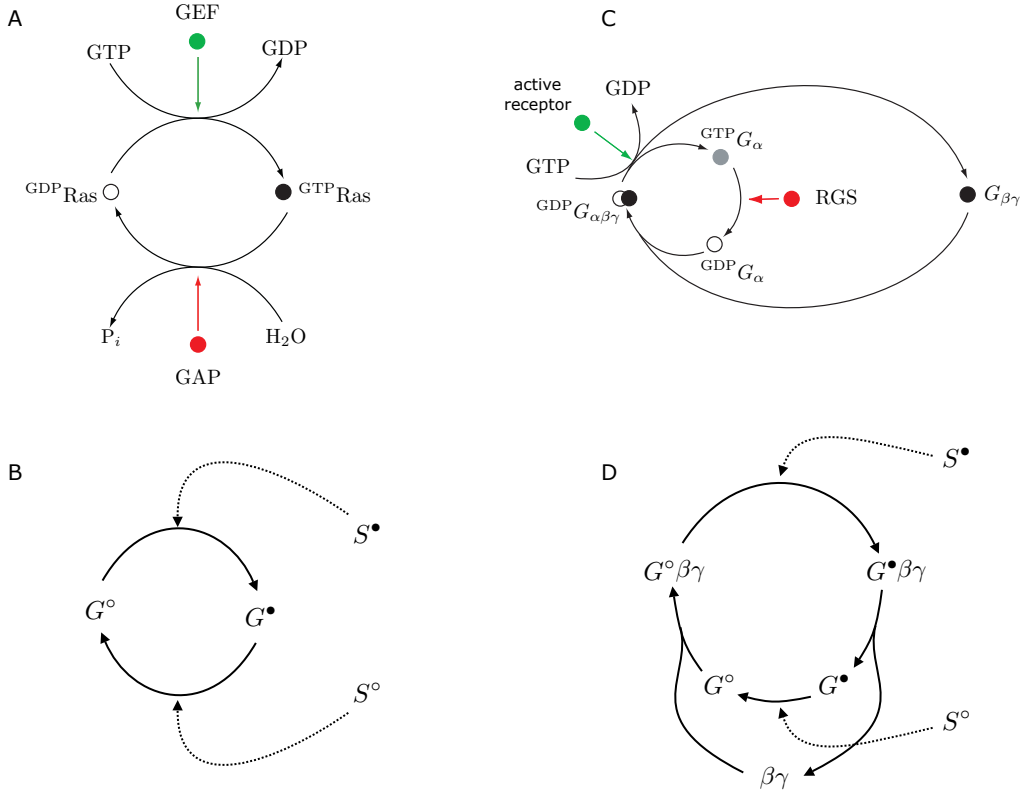 A
GEF
GTP
GDP
GDPRas
GTPRas
Pi
H2O
GAP
C
active
receptor
GDP
GTP
GTPGα
GDPGαβγ
RGS
Gβγ
GDPGα
B
S•
G°
G•
S°
D
S•
G°βγ
G•βγ
G°
G•
S°
βγ